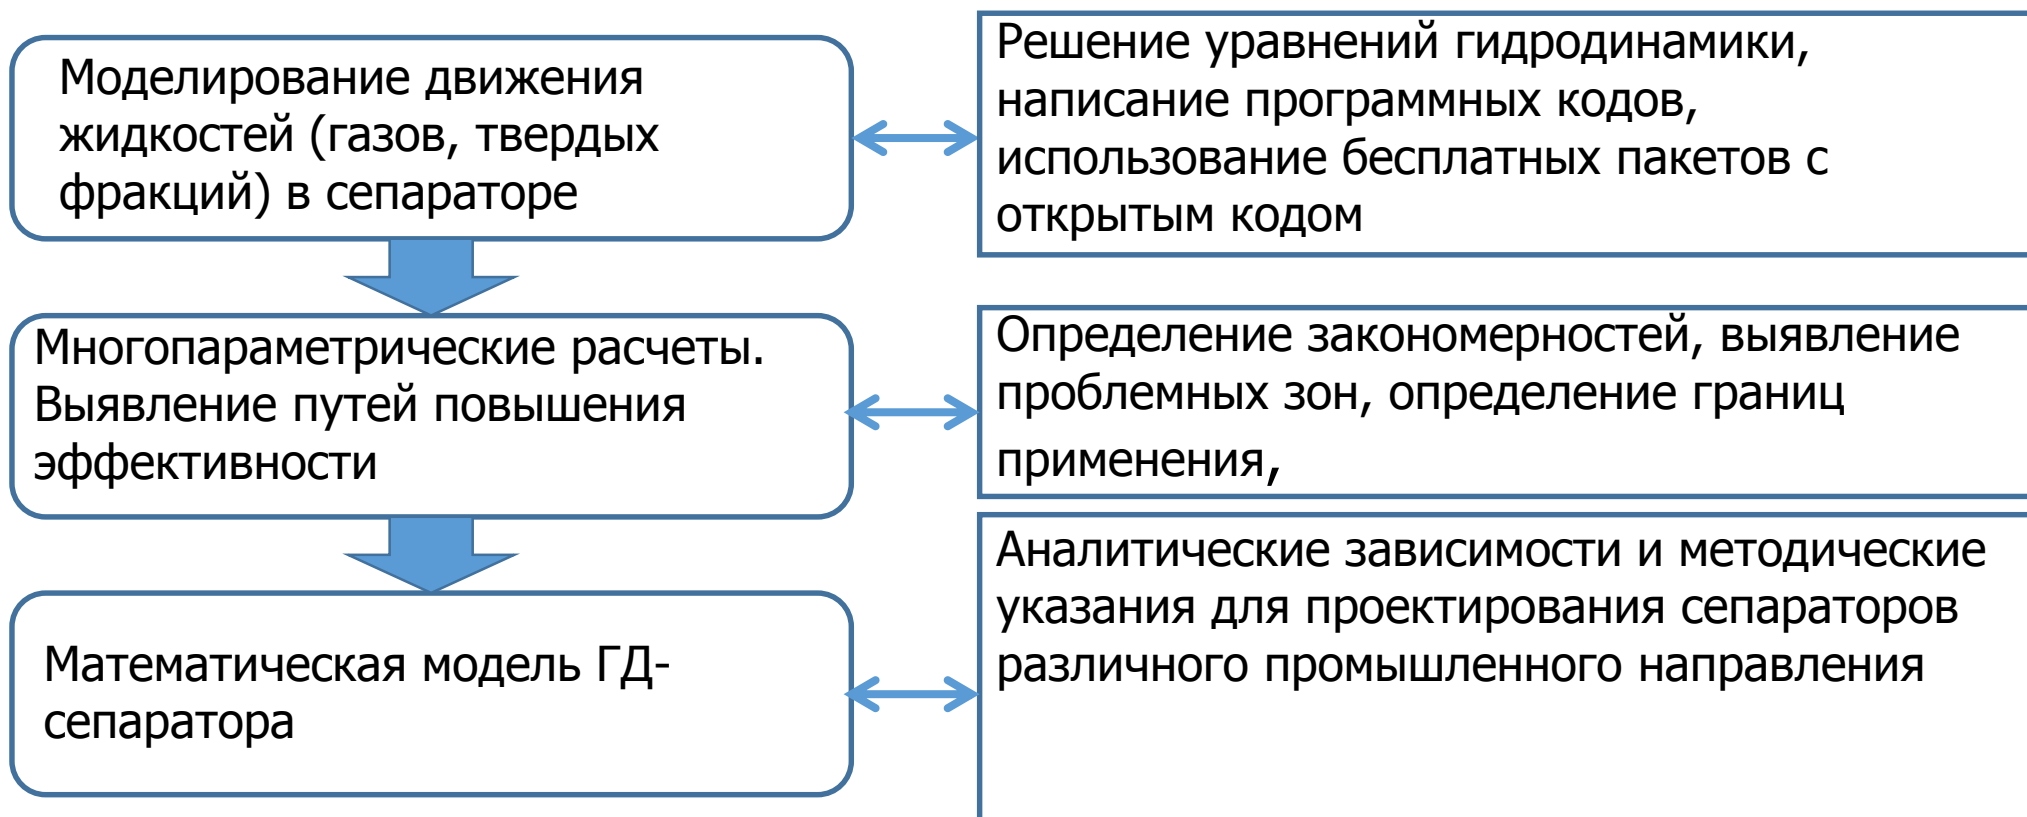 Моделирование движения
жидкостей (газов, твердых
фракций) в сепараторе
Решение уравнений гидродинамики,
написание программных кодов,
использование бесплатных пакетов с
открытым кодом
Многопараметрические расчеты.
Выявление путей повышения
эффективности
Определение закономерностей, выявление
проблемных зон, определение границ
применения,
Математическая модель ГД-
сепаратора
Аналитические зависимости и методические
указания для проектирования сепараторов
различного промышленного направления